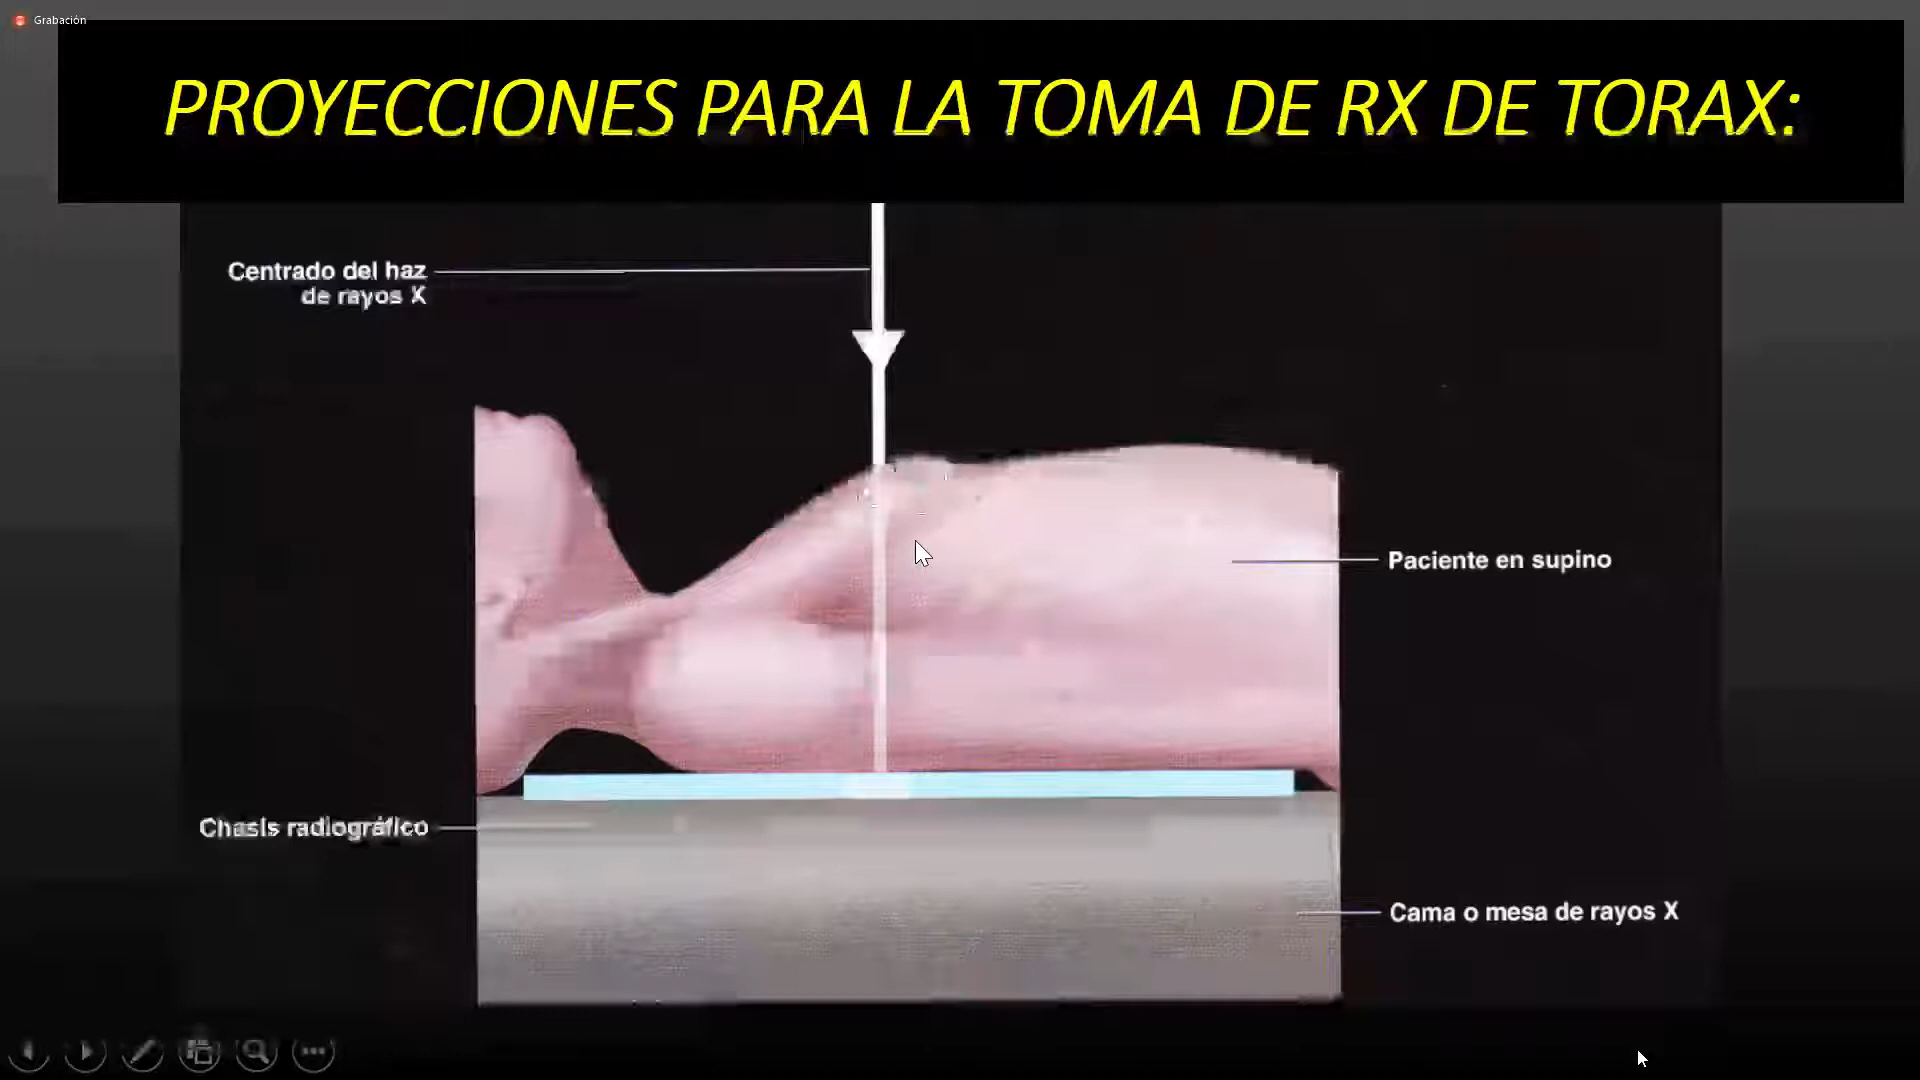 Grabación
PROYECCIONES PARA LA TOMA DE RX DE TORAX:
Centrado del haz
de rayos X
Paciente en supino
Chasis radiográfico
Cama o mesa de rayos X